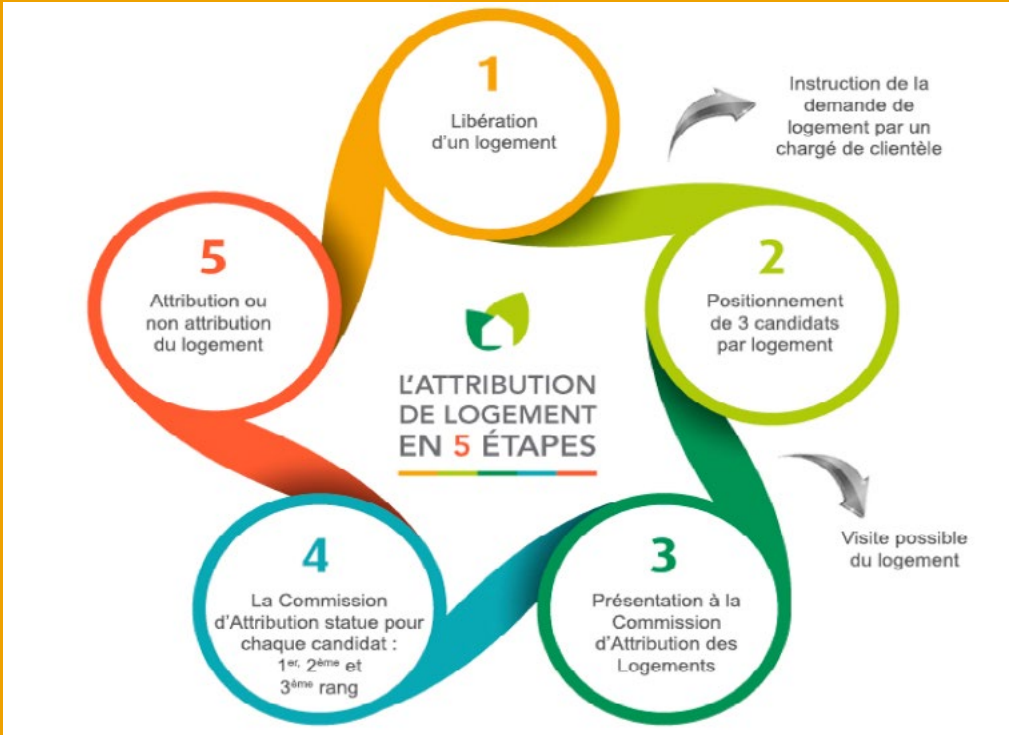 1
Libération
d'un logement
Instruction de la
demande de
logement par un
chargé de clientèle
2
Positionnement
de 3 candidats
par logement
Visite possible
du logement
3
Présentation à la
Commission
d'Attribution des
Logements
4
La Commission
d'Attribution statue pour
chaque candidat :
1er, 2ème et
3ème rang
5
Attribution ou
non attribution
du logement
L'ATTRIBUTION
DE LOGEMENT
EN 5 ÉTAPES